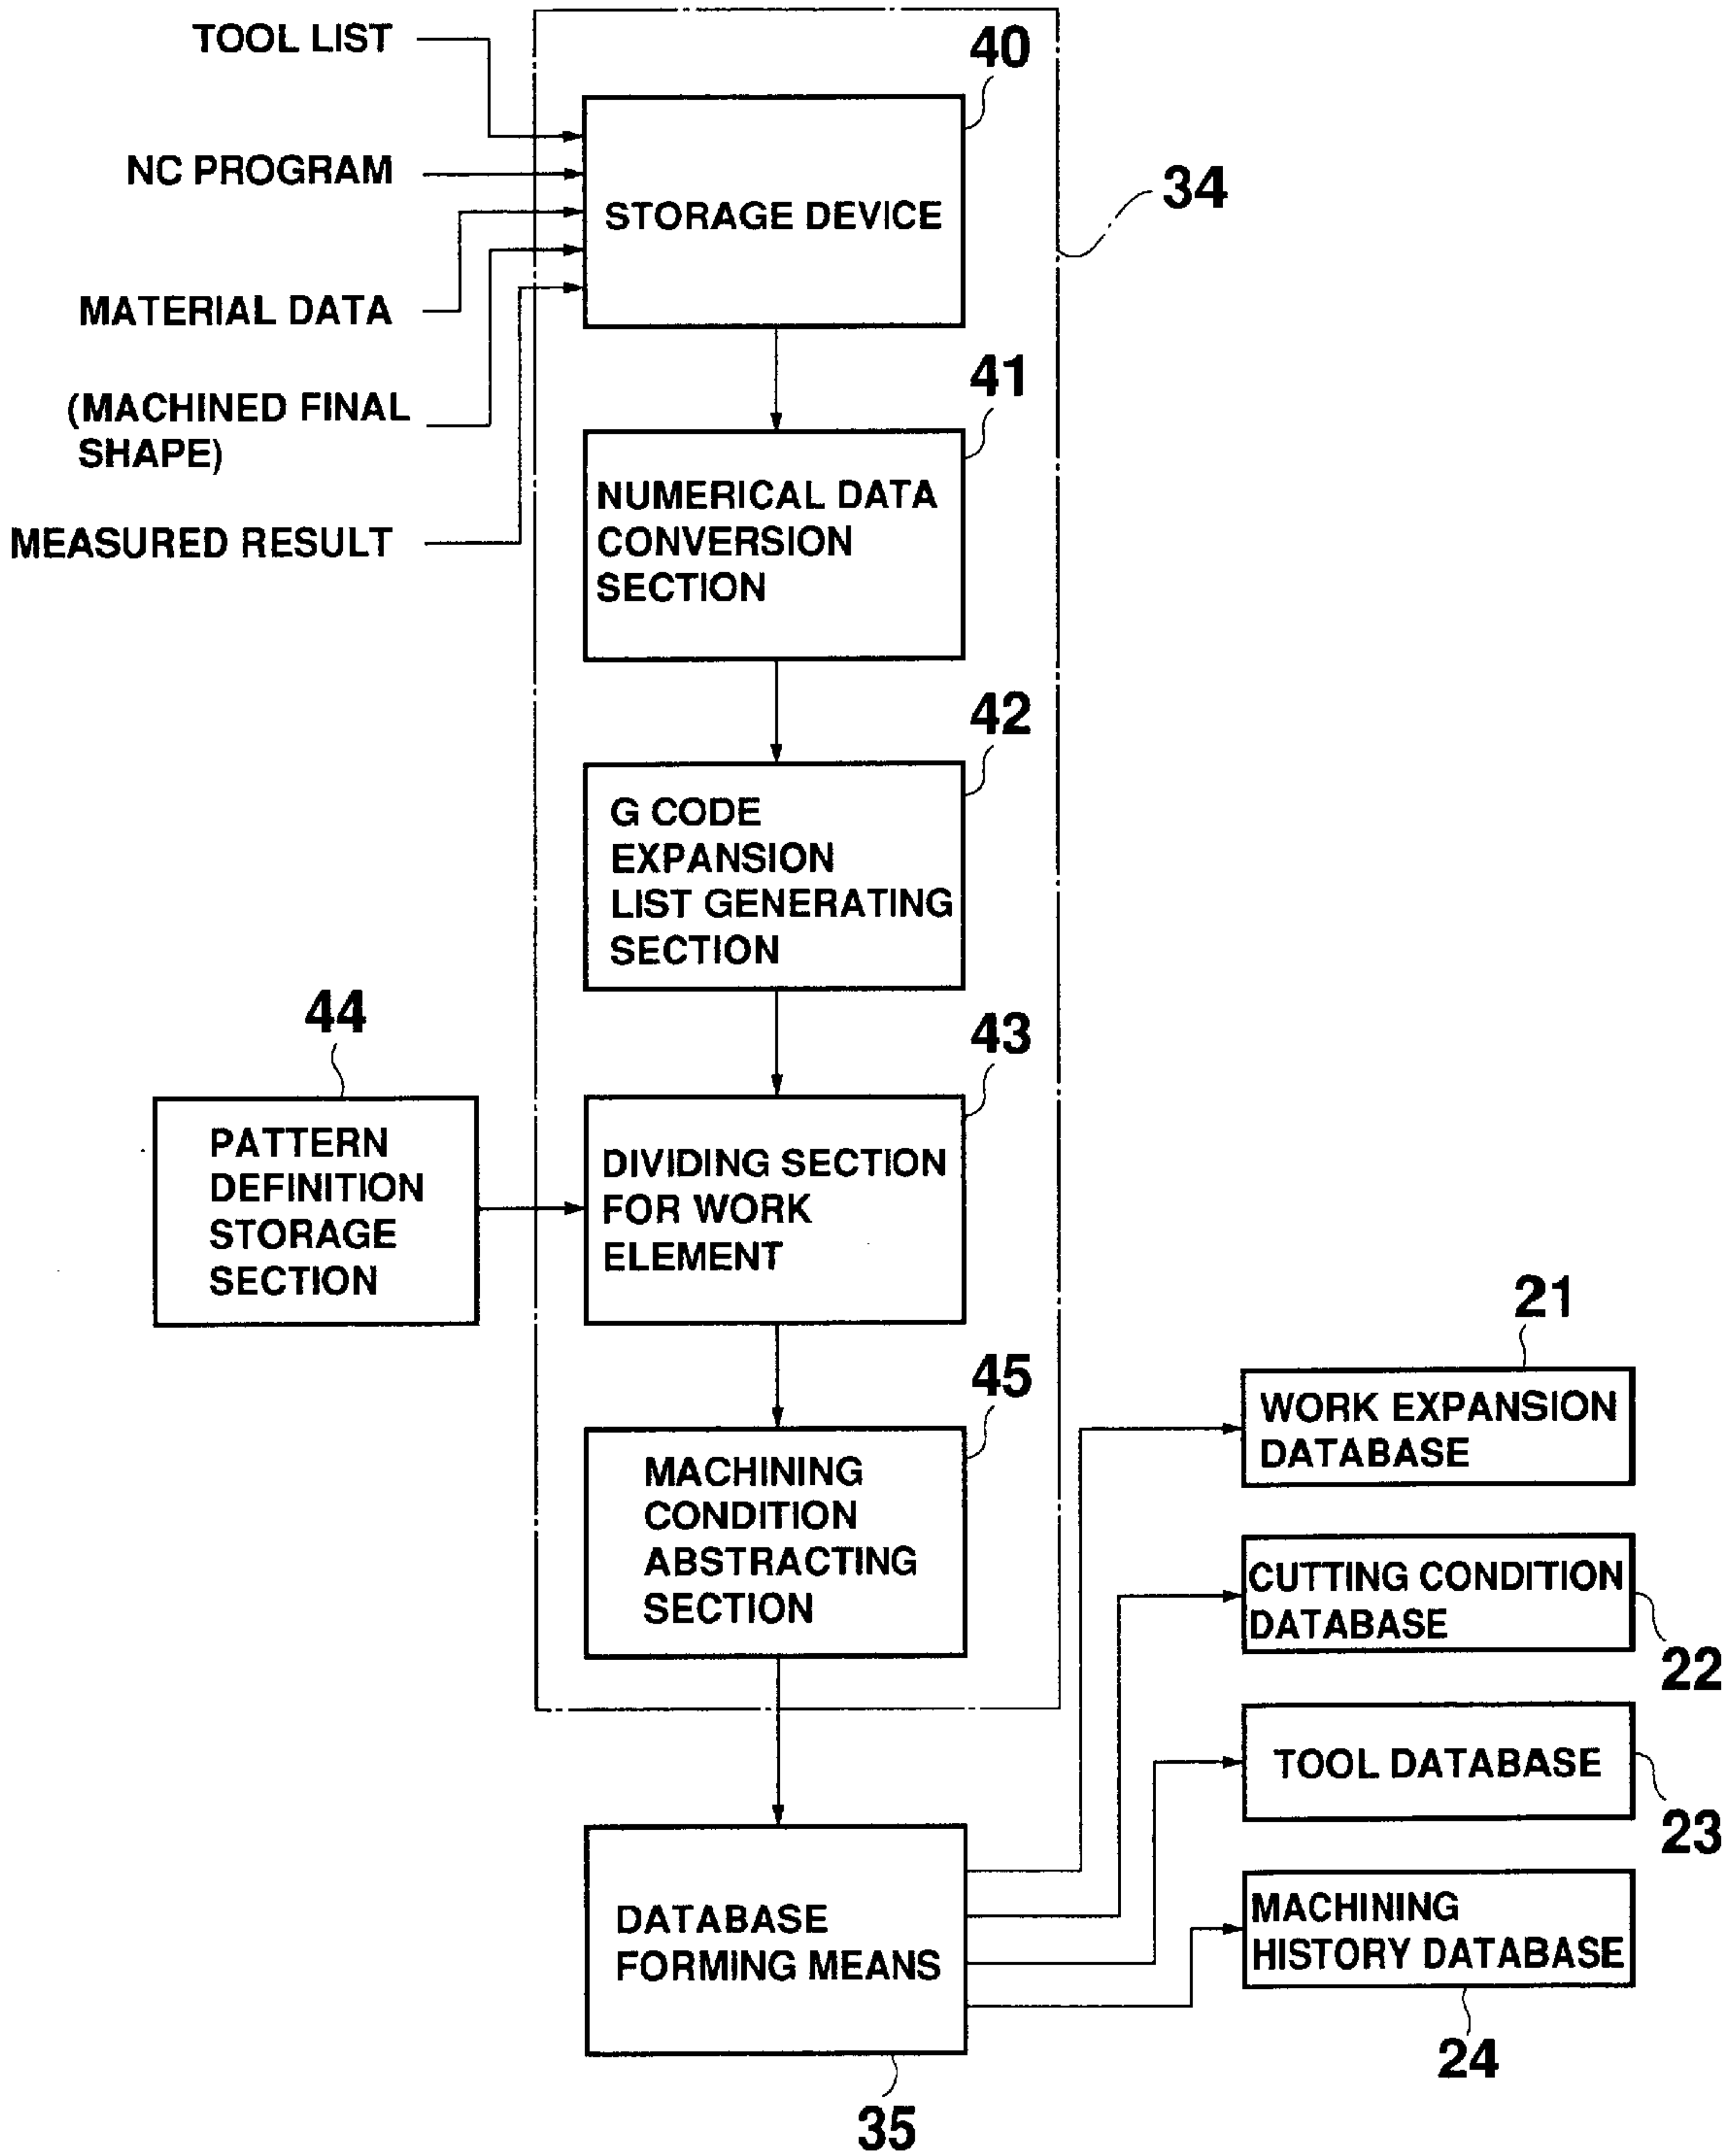 TOOL LIST
40
NC PROGRAM
34
STORAGE DEVICE
MATERIAL DATA
(MACHINED FINAL
SHAPE)
MEASURED RESULT
41
NUMERICAL DATA
CONVERSION
SECTION
42
G CODE
EXPANSION
LIST GENERATING
SECTION
44
43
PATTERN
DEFINITION
STORAGE
SECTION
DIVIDING SECTION
FOR WORK
ELEMENT
45
MACHINING
CONDITION
ABSTRACTING
SECTION
21
WORK EXPANSION
DATABASE
CUTTING CONDITION
DATABASE
22
TOOL DATABASE
23
DATABASE
FORMING MEANS
35
MACHINING
HISTORY DATABASE
24